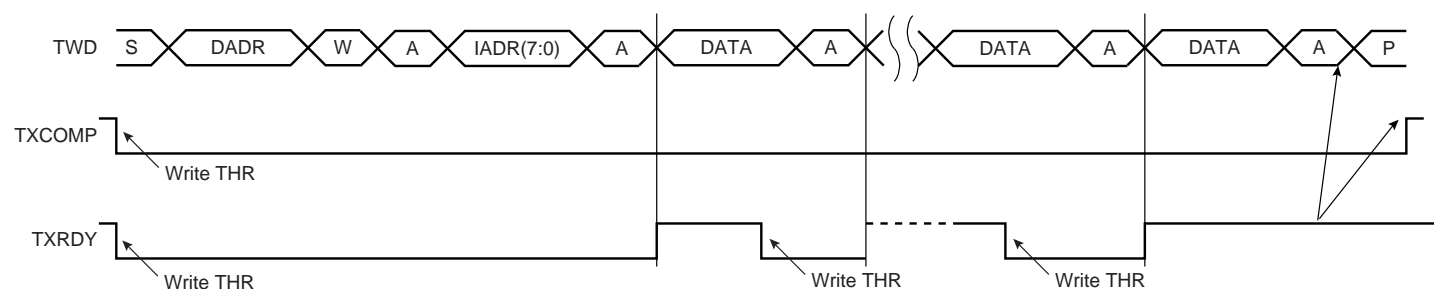 TWD S DADR W A IADR(7:0) A DATA A DATA A DATA A P
TXCOMP
Write THR
TXRDY
Write THR Write THR Write THR